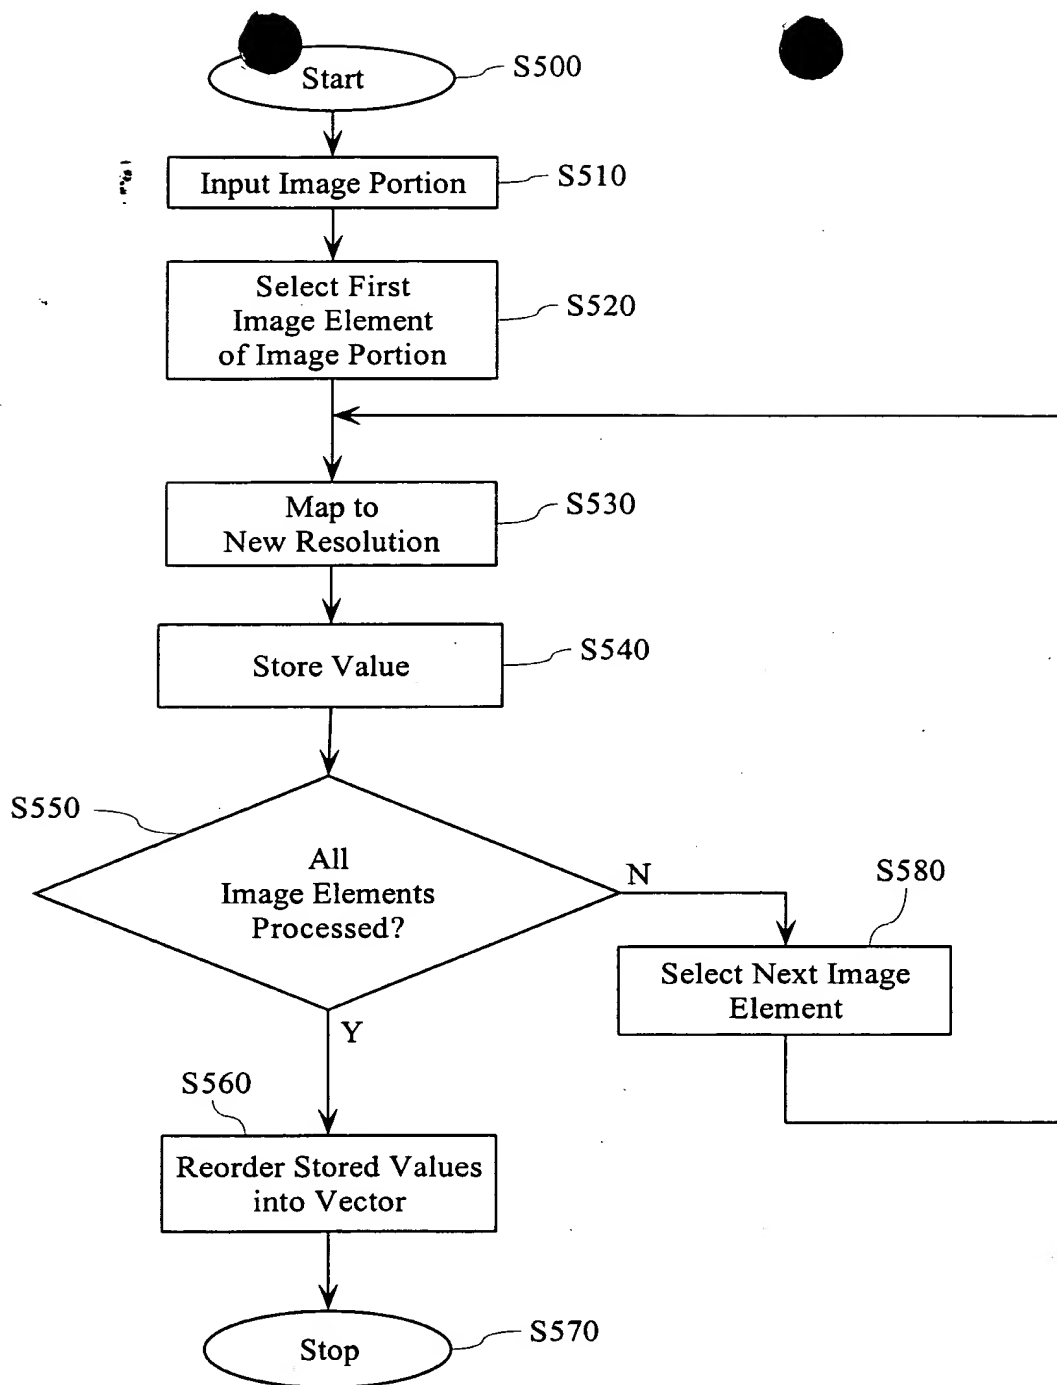 Start
S500
Input Image Portion
S510
Select First
Image Element
of Image Portion
S520
Map to
New Resolution
S530
Store Value
S540
S550
All
Image Elements
Processed?
N
S580
Select Next Image
Element
Y
S560
Reorder Stored Values
into Vector
Stop
S570